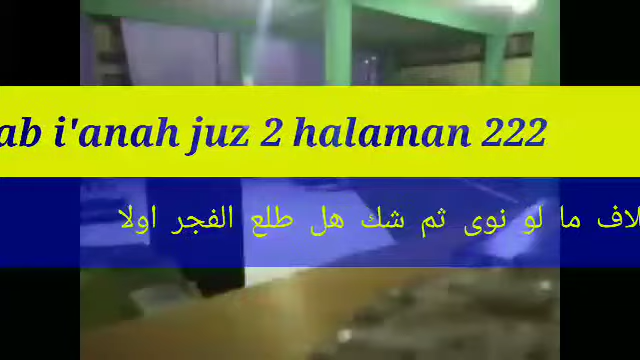 ab i'anah juz 2 halaman 222
لاف ما لو نوى ثم شك هل طلع الفجر اولا